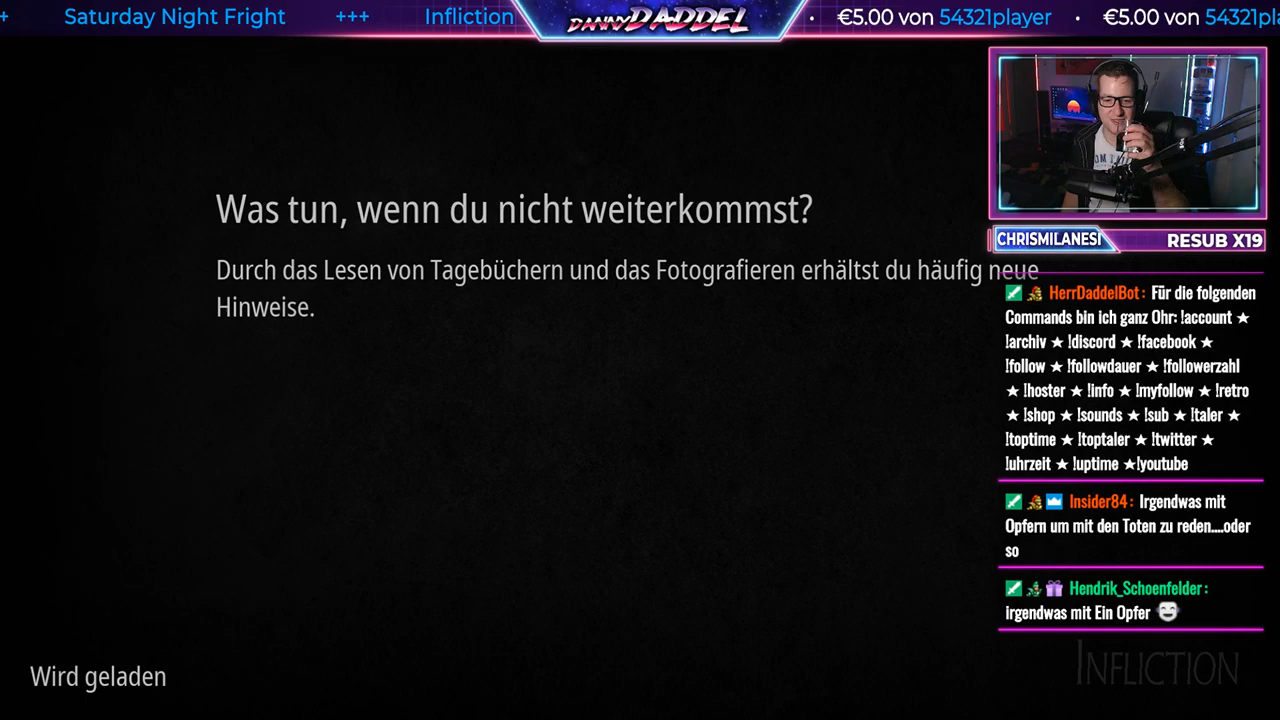 + Saturday Night Fright +++ Infliction
DANNYDADDEL
· €5.00 von 54321player · €5.00 von 54321pla
CHRISMILANESI RESUB X19
Was tun, wenn du nicht weiterkommst?
Durch das Lesen von Tagebüchern und das Fotografieren erhältst du häufig neue
Hinweise.
HerrDaddelBot: Für die folgenden
Commands bin ich ganz Ohr: !account ★
!archiv ★ !discord ★ !facebook ★
!follow ★ !followdauer ★ !followerzahl
★ !hoster ★ !info ★ !myfollow ★ !retro
★ !shop ★ !sounds ★ !sub ★ !taler ★
!toptime ★ !toptaler ★ !twitter ★
!uhrzeit ★ !uptime ★!youtube
Insider84: Irgendwas mit
Opfern um mit den Toten zu reden....oder
so
Hendrik_Schoenfelder:
irgendwas mit Ein Opfer
Wird geladen
INFLICTION